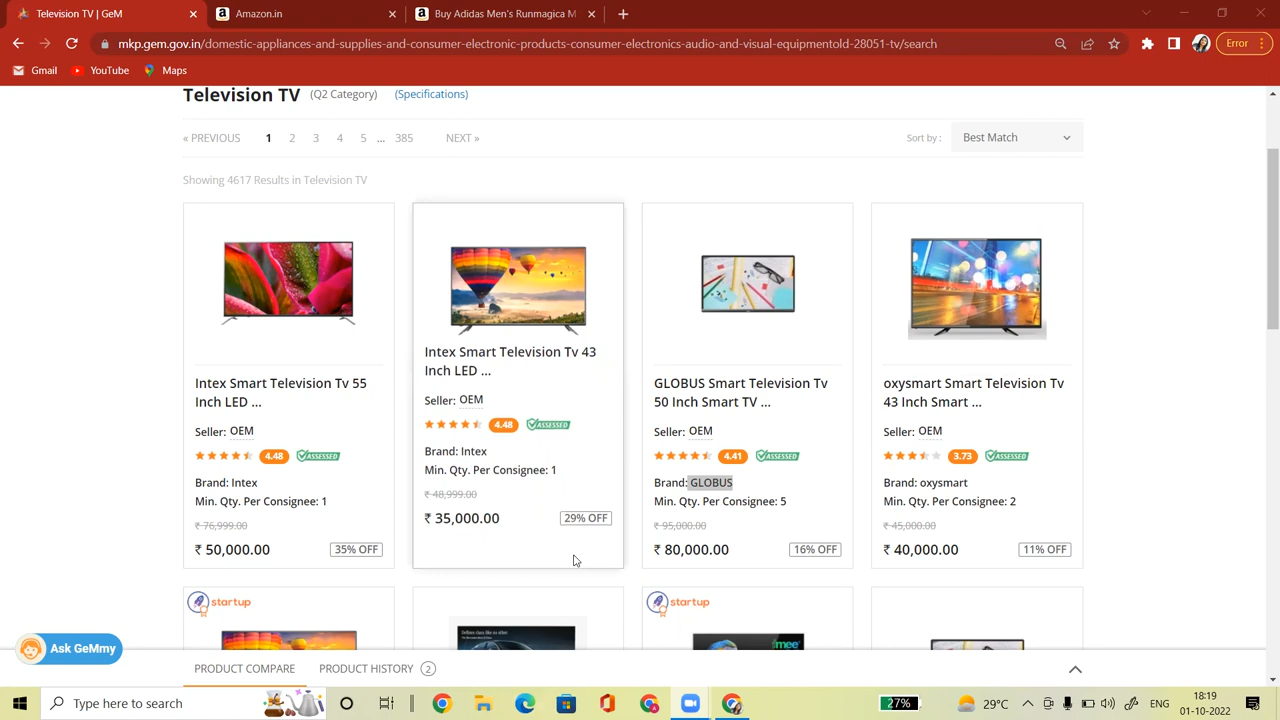 Television TV | GeM
Amazon.in
Buy Adidas Men's Runmagica M
mkp.gem.gov.in/domestic-appliances-and-supplies-and-consumer-electronic-products-consumer-electronics-audio-and-visual-equipmentold-28051-tv/search
Error
Gmail YouTube Maps
Television TV (Q2 Category) (Specifications)
« PREVIOUS 1 2 3 4 5 ... 385 NEXT »
Sort by : Best Match
Showing 4617 Results in Television TV
Intex Smart Television Tv 55
Inch LED ...
Seller: OEM
4.48 ASSESSED
Brand: Intex
Min. Qty. Per Consignee: 1
₹ 76,999.00
₹ 50,000.00 35% OFF
Intex Smart Television Tv 43
Inch LED ...
Seller: OEM
4.48 ASSESSED
Brand: Intex
Min. Qty. Per Consignee: 1
₹ 48,999.00
₹ 35,000.00 29% OFF
GLOBUS Smart Television Tv
50 Inch Smart TV ...
Seller: OEM
4.41 ASSESSED
Brand: GLOBUS
Min. Qty. Per Consignee: 5
₹ 95,000.00
₹ 80,000.00 16% OFF
oxysmart Smart Television Tv
43 Inch Smart ...
Seller: OEM
3.73 ASSESSED
Brand: oxysmart
Min. Qty. Per Consignee: 2
₹ 45,000.00
₹ 40,000.00 11% OFF
startup
Defines class like no other
startup
mee
Ask GeMmy
PRODUCT COMPARE PRODUCT HISTORY 2
Type here to search
27%
29°C
ENG
18:19
01-10-2022